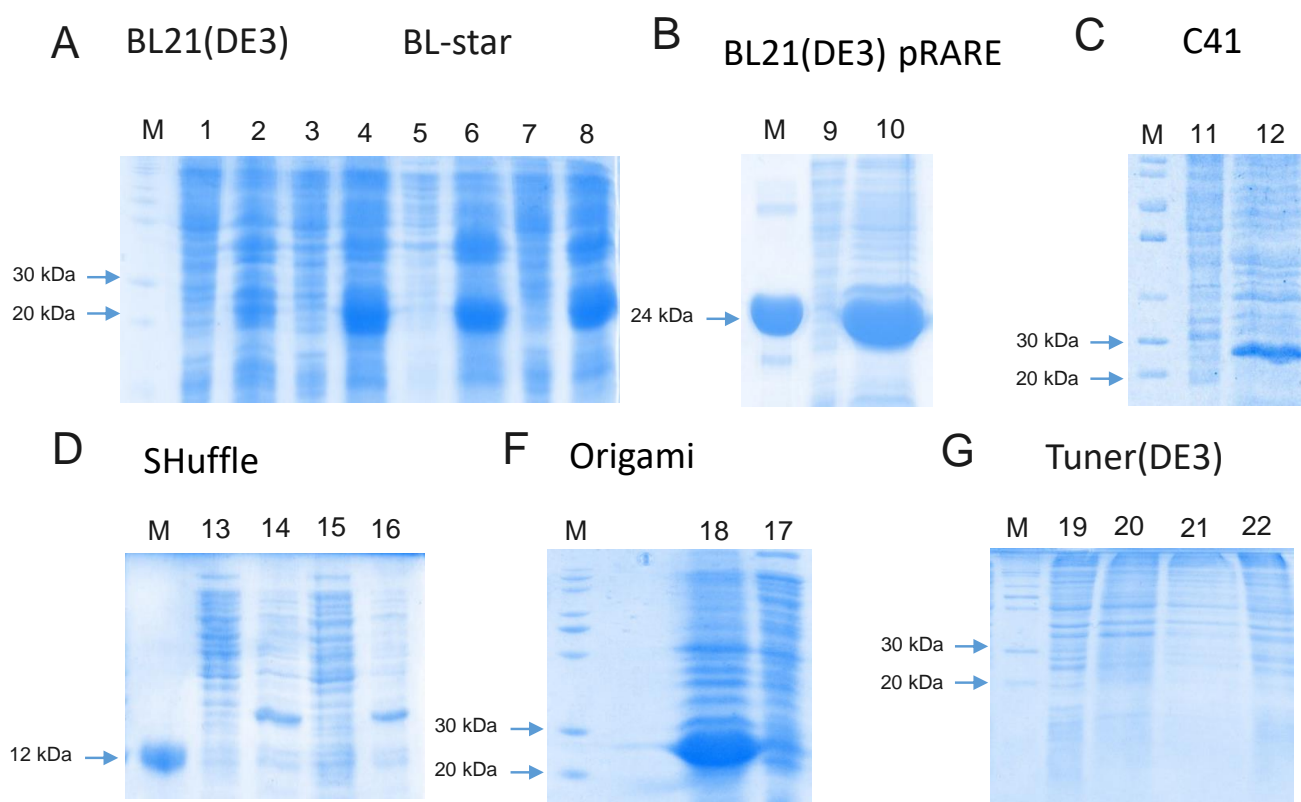 A BL21(DE3) BL-star
M 1 2 3 4 5 6 7 8
30 kDa
20 kDa
B BL21(DE3) pRARE
M 9 10
24 kDa
C C41
M 11 12
30 kDa
20 kDa
D SHuffle
M 13 14 15 16
12 kDa
F Origami
M 18 17
30 kDa
20 kDa
G Tuner(DE3)
M 19 20 21 22
30 kDa
20 kDa